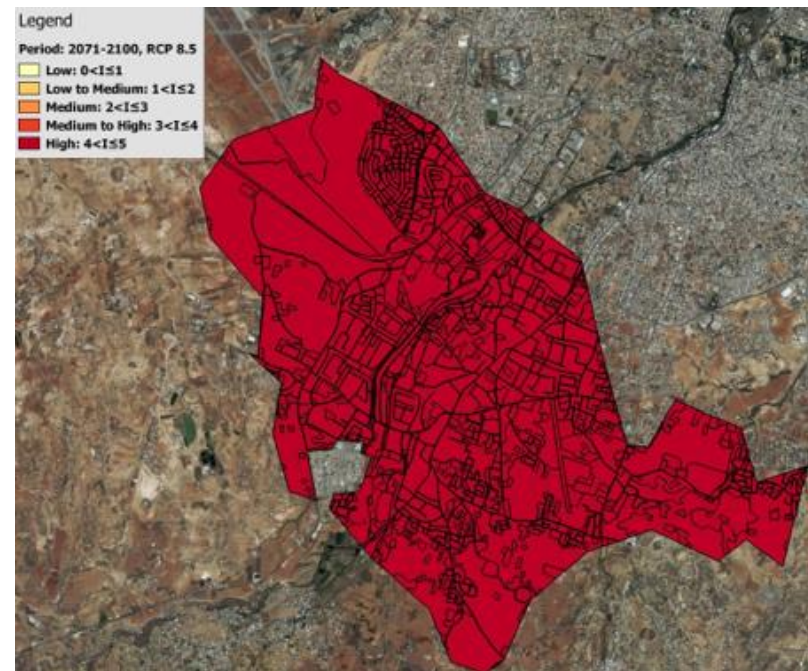 Legend
Period: 2071-2100, RCP 8.5
Low: 0<I≤1
Low to Medium: 1<I≤2
Medium: 2<I≤3
Medium to High: 3<I≤4
High: 4<I≤5